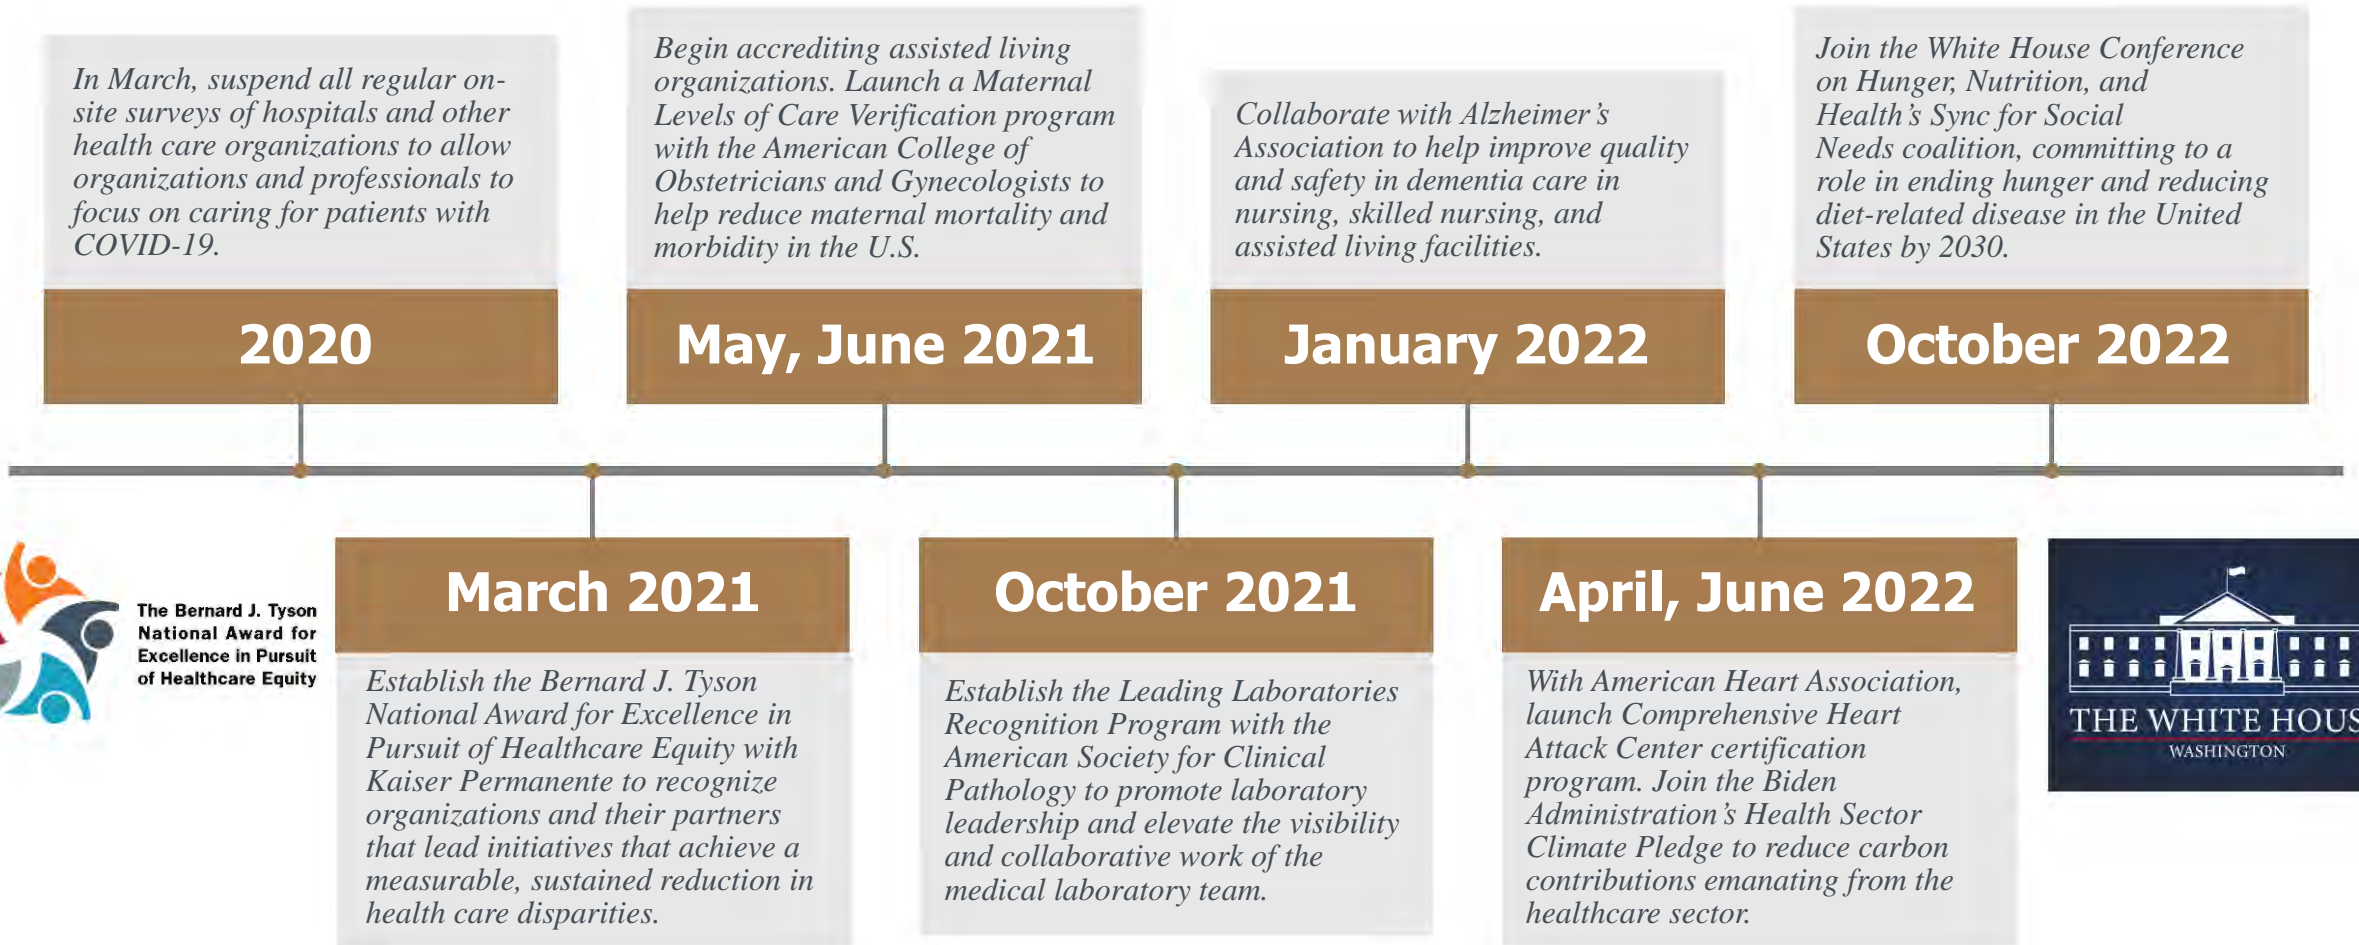 In March, suspend all regular on-
site surveys of hospitals and other
health care organizations to allow
organizations and professionals to
focus on caring for patients with
COVID-19.
2020
The Bernard J. Tyson
National Award for
Excellence in Pursuit
of Healthcare Equity
March 2021
Establish the Bernard J. Tyson
National Award for Excellence in
Pursuit of Healthcare Equity with
Kaiser Permanente to recognize
organizations and their partners
that lead initiatives that achieve a
measurable, sustained reduction in
health care disparities.
Begin accrediting assisted living
organizations. Launch a Maternal
Levels of Care Verification program
with the American College of
Obstetricians and Gynecologists to
help reduce maternal mortality and
morbidity in the U.S.
May, June 2021
October 2021
Establish the Leading Laboratories
Recognition Program with the
American Society for Clinical
Pathology to promote laboratory
leadership and elevate the visibility
and collaborative work of the
medical laboratory team.
Collaborate with Alzheimer's
Association to help improve quality
and safety in dementia care in
nursing, skilled nursing, and
assisted living facilities.
January 2022
April, June 2022
With American Heart Association,
launch Comprehensive Heart
Attack Center certification
program. Join the Biden
Administration's Health Sector
Climate Pledge to reduce carbon
contributions emanating from the
healthcare sector.
Join the White House Conference
on Hunger, Nutrition, and
Health's Sync for Social
Needs coalition, committing to a
role in ending hunger and reducing
diet-related disease in the United
States by 2030.
October 2022
THE WHITE HOUS
WASHINGTON